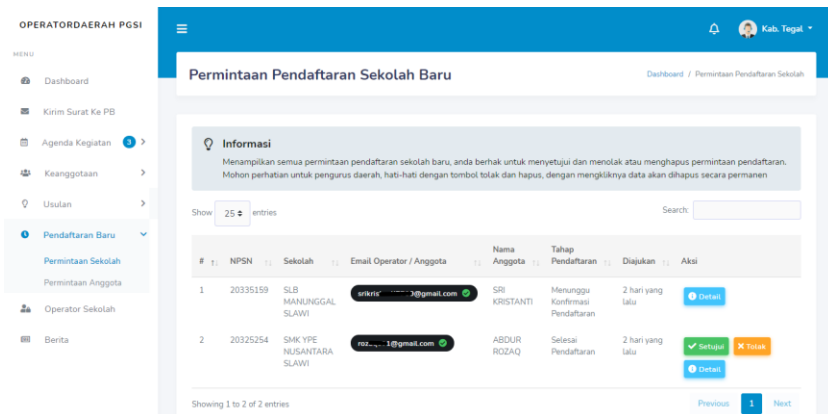 OPERATORDAERAH PGSI
Kab. Tegal
MENU
Dashboard
Kirim Surat Ke PB
Agenda Kegiatan 3
Keanggotaan
Usulan
Pendaftaran Baru
Permintaan Sekolah
Permintaan Anggota
Operator Sekolah
Berita
Permintaan Pendaftaran Sekolah Baru
Dashboard / Permintaan Pendaftaran Sekolah
Informasi
Menampilkan semua permintaan pendaftaran sekolah baru, anda berhak untuk menyetujui dan menolak atau menghapus permintaan pendaftaran.
Mohon perhatian untuk pengurus daerah, hati-hati dengan tombol tolak dan hapus, dengan mengkliknya data akan dihapus secara permanen
Show 25 entries
Search:
# NPSN Sekolah Email Operator / Anggota Nama Anggota Tahap Pendaftaran Diajukan Aksi
1 20335159 SLB MANUNGGAL SLAWI @gmail.com SRI KRISTANTI Menunggu Konfirmasi Pendaftaran 2 hari yang lalu Detail
2 20325254 SMK YPE NUSANTARA SLAWI 1@gmail.com ABDUR ROZAQ Selesai Pendaftaran 2 hari yang lalu Setujui Tolak
Detail
Showing 1 to 2 of 2 entries
Previous 1 Next